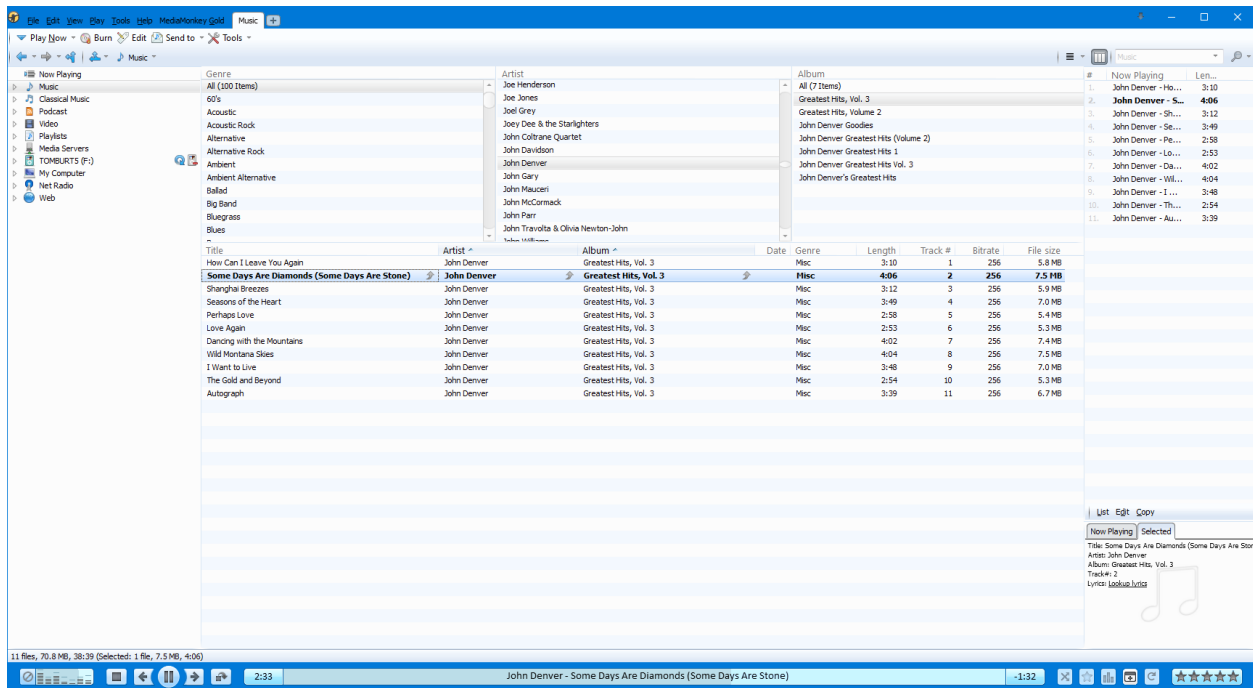 File Edit View Play Tools Help MediaMonkey Gold Music
Play Now Burn Edit Send to Tools
Music Music
Now Playing
Music
Classical Music
Podcast
Video
Playlists
Media Servers
TOMBURTS (F:)
My Computer
Net Radio
Web
Genre
All (100 Items)
60's
Acoustic
Acoustic Rock
Alternative
Alternative Rock
Ambient
Ambient Alternative
Ballad
Big Band
Bluegrass
Blues
Artist
Joe Henderson
Joe Jones
Joel Grey
Joey Dee & the Starlighters
John Coltrane Quartet
John Davidson
John Denver
John Gary
John Mauceri
John McCormack
John Parr
John Travolta & Olivia Newton-John
John Williams
Album
All (7 Items)
Greatest Hits, Vol. 3
Greatest Hits, Volume 2
John Denver Goodies
John Denver Greatest Hits (Volume 2)
John Denver Greatest Hits 1
John Denver Greatest Hits Vol. 3
John Denver's Greatest Hits
# Now Playing Len...
1. John Denver - Ho... 3:10
2. John Denver - S... 4:06
3. John Denver - Sh... 3:12
4. John Denver - Se... 3:49
5. John Denver - Pe... 2:58
6. John Denver - Lo... 2:53
7. John Denver - Da... 4:02
8. John Denver - Wil... 4:04
9. John Denver - I ... 3:48
10. John Denver - Th... 2:54
11. John Denver - Au... 3:39
Title Artist Album Date Genre Length Track # Bitrate File size
How Can I Leave You Again John Denver Greatest Hits, Vol. 3 Misc 3:10 1 256 5.8 MB
Some Days Are Diamonds (Some Days Are Stone) John Denver Greatest Hits, Vol. 3 Misc 4:06 2 256 7.5 MB
Shanghai Breezes John Denver Greatest Hits, Vol. 3 Misc 3:12 3 256 5.9 MB
Seasons of the Heart John Denver Greatest Hits, Vol. 3 Misc 3:49 4 256 7.0 MB
Perhaps Love John Denver Greatest Hits, Vol. 3 Misc 2:58 5 256 5.4 MB
Love Again John Denver Greatest Hits, Vol. 3 Misc 2:53 6 256 5.3 MB
Dancing with the Mountains John Denver Greatest Hits, Vol. 3 Misc 4:02 7 256 7.4 MB
Wild Montana Skies John Denver Greatest Hits, Vol. 3 Misc 4:04 8 256 7.5 MB
I Want to Live John Denver Greatest Hits, Vol. 3 Misc 3:48 9 256 7.0 MB
The Gold and Beyond John Denver Greatest Hits, Vol. 3 Misc 2:54 10 256 5.3 MB
Autograph John Denver Greatest Hits, Vol. 3 Misc 3:39 11 256 6.7 MB
List Edit Copy
Now Playing Selected
Title: Some Days Are Diamonds (Some Days Are Ston
Artist: John Denver
Album: Greatest Hits, Vol. 3
Track#: 2
Lyrics: Lookup lyrics
11 files, 70.8 MB, 38:39 (Selected: 1 file, 7.5 MB, 4:06)
2:33 John Denver - Some Days Are Diamonds (Some Days Are Stone) -1:32